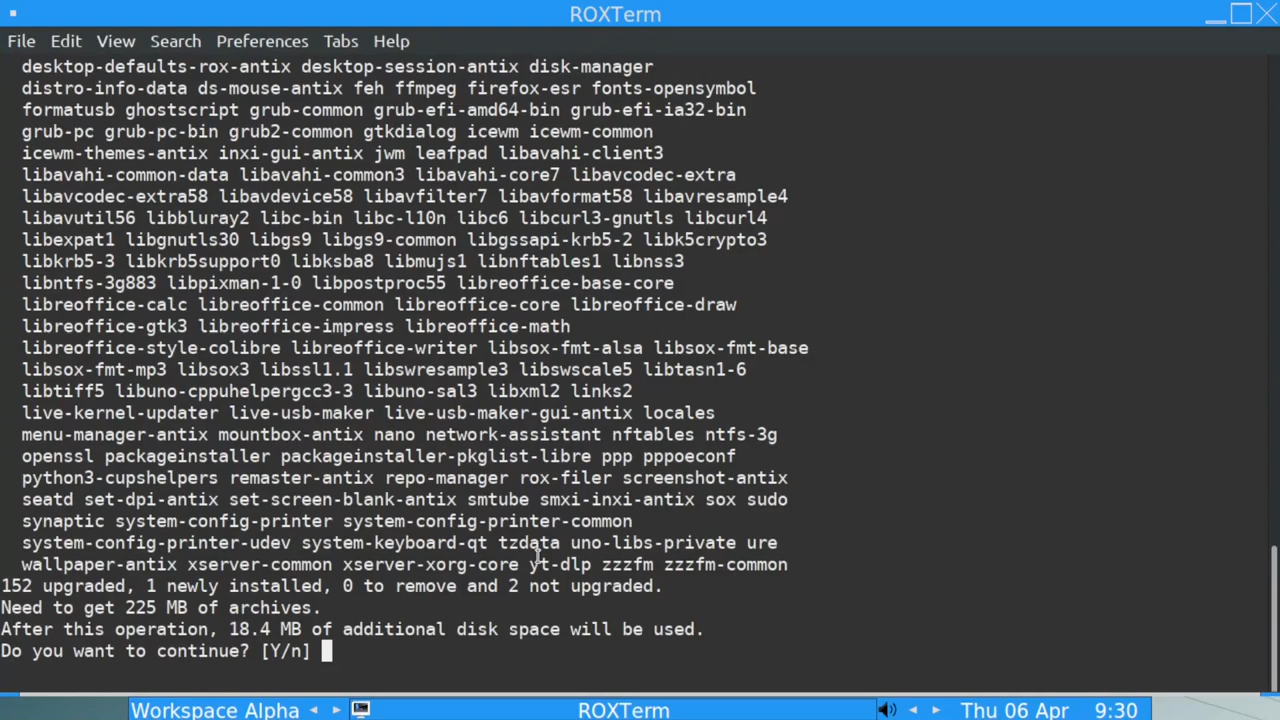 ROXTerm
File Edit View Search Preferences Tabs Help
desktop-defaults-rox-antix desktop-session-antix disk-manager
distro-info-data ds-mouse-antix feh ffmpeg firefox-esr fonts-opensymbol
formatusb ghostscript grub-common grub-efi-amd64-bin grub-efi-ia32-bin
grub-pc grub-pc-bin grub2-common gtkdialog icewm icewm-common
icewm-themes-antix inxi-gui-antix jwm leafpad libavahi-client3
libavahi-common-data libavahi-common3 libavahi-core7 libavcodec-extra
libavcodec-extra58 libavdevice58 libavfilter7 libavformat58 libavresample4
libavutil56 libbluray2 libc-bin libc-l10n libc6 libcurl3-gnutls libcurl4
libexpat1 libgnutls30 libgs9 libgs9-common libgssapi-krb5-2 libk5crypto3
libkrb5-3 libkrb5support0 libksba8 libmujs1 libnftables1 libnss3
libntfs-3g883 libpixman-1-0 libpostproc55 libreoffice-base-core
libreoffice-calc libreoffice-common libreoffice-core libreoffice-draw
libreoffice-gtk3 libreoffice-impress libreoffice-math
libreoffice-style-colibre libreoffice-writer libsox-fmt-alsa libsox-fmt-base
libsox-fmt-mp3 libsox3 libssl1.1 libswresample3 libswscale5 libtasn1-6
libtiff5 libuno-cppuhelpergcc3-3 libuno-sal3 libxml2 links2
live-kernel-updater live-usb-maker live-usb-maker-gui-antix locales
menu-manager-antix mountbox-antix nano network-assistant nftables ntfs-3g
openssl packageinstaller packageinstaller-pkglist-libre ppp pppoeconf
python3-cupshelpers remaster-antix repo-manager rox-filer screenshot-antix
seatd set-dpi-antix set-screen-blank-antix smtube smxi-inxi-antix sox sudo
synaptic system-config-printer system-config-printer-common
system-config-printer-udev system-keyboard-qt tzdata uno-libs-private ure
wallpaper-antix xserver-common xserver-xorg-core yt-dlp zzzfm zzzfm-common
152 upgraded, 1 newly installed, 0 to remove and 2 not upgraded.
Need to get 225 MB of archives.
After this operation, 18.4 MB of additional disk space will be used.
Do you want to continue? [Y/n]
Workspace Alpha ROXTerm Thu 06 Apr 9:30